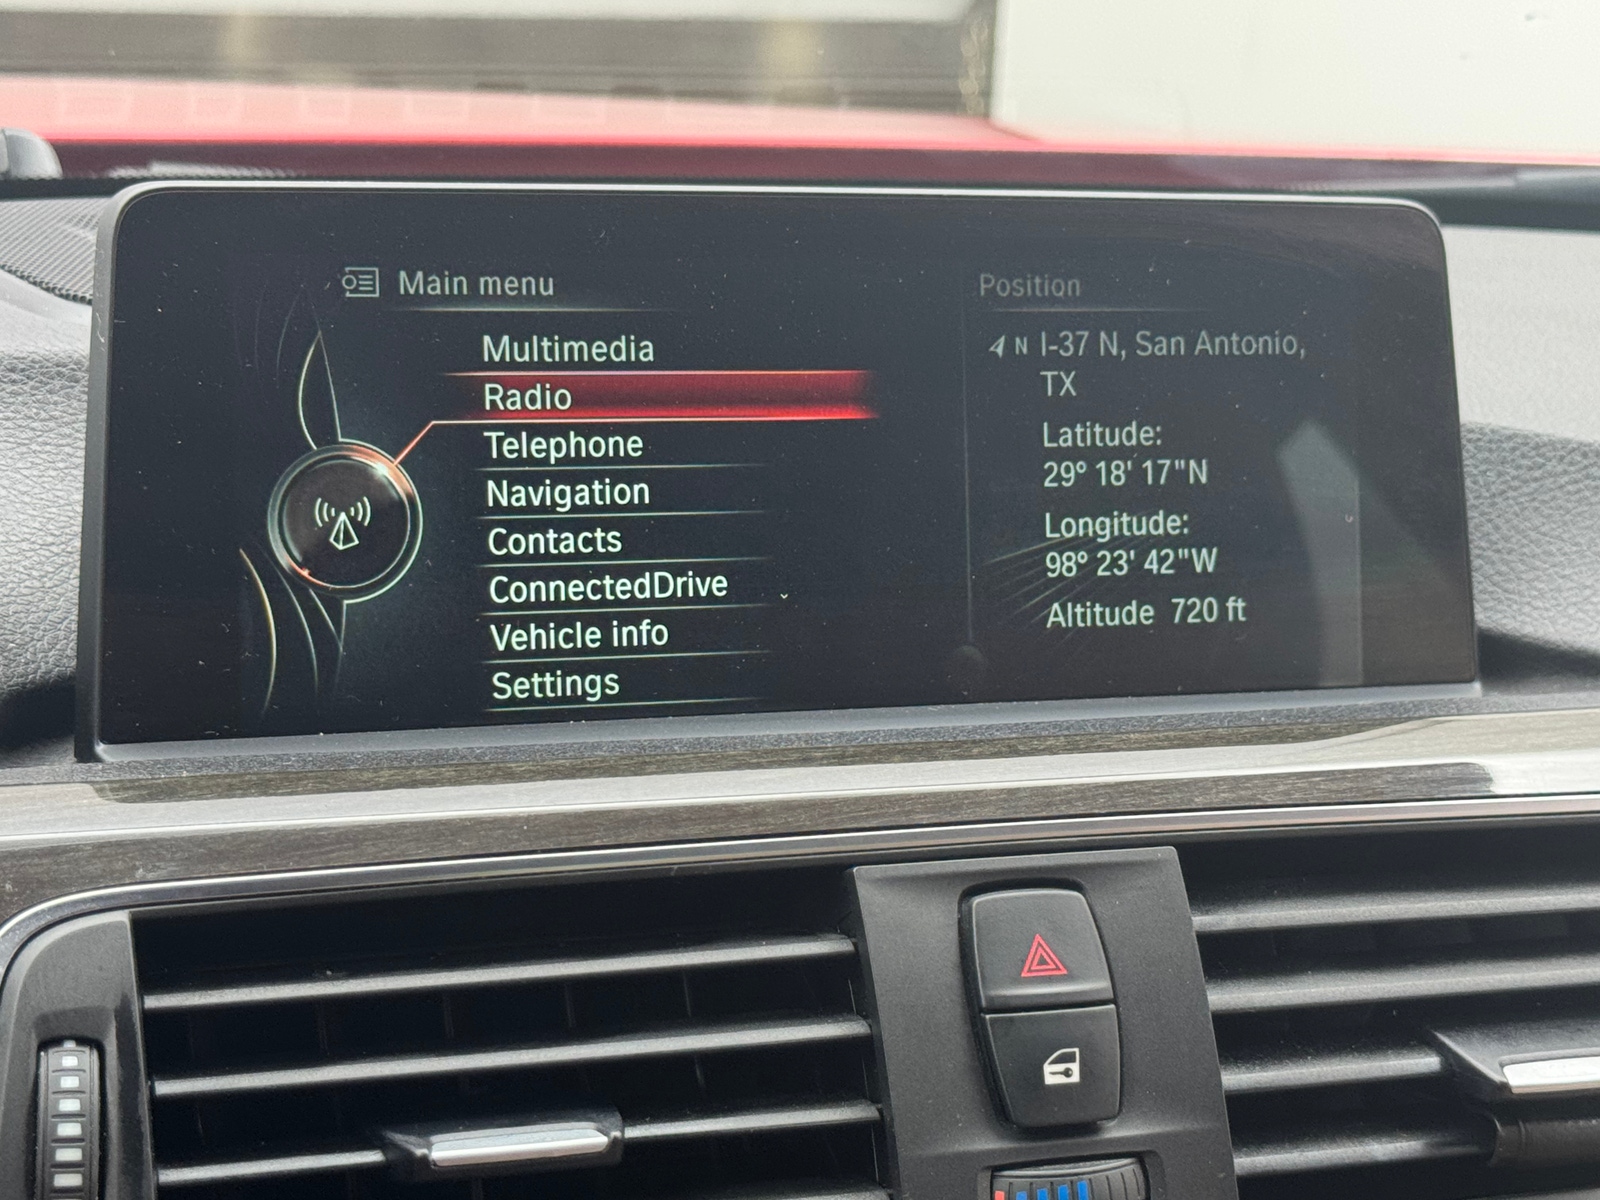 Main menu
Multimedia
Radio
Telephone
Navigation
Contacts
ConnectedDrive
Vehicle info
Settings
Position
N I-37 N, San Antonio,
TX
Latitude:
29° 18' 17"N
Longitude:
98° 23' 42"W
Altitude 720 ft